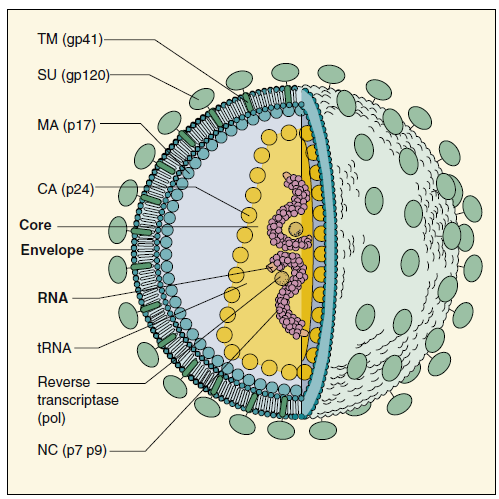 TM (gp41)
SU (gp120)
MA (p17)
CA (p24)
Core
Envelope
RNA
tRNA
Reverse
transcriptase
(pol)
NC (p7 p9)